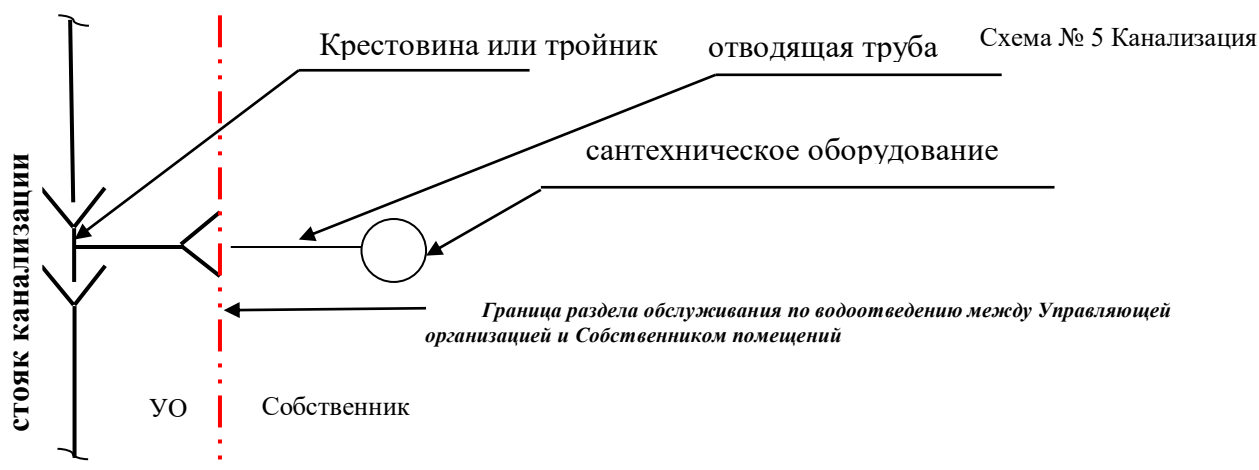 Схема № 5 Канализация
Крестовина или тройник
отводящая труба
сантехническое оборудование
стояк канализации
Граница раздела обслуживания по водоотведению между Управляющей
организацией и Собственником помещений
УО
Собственник